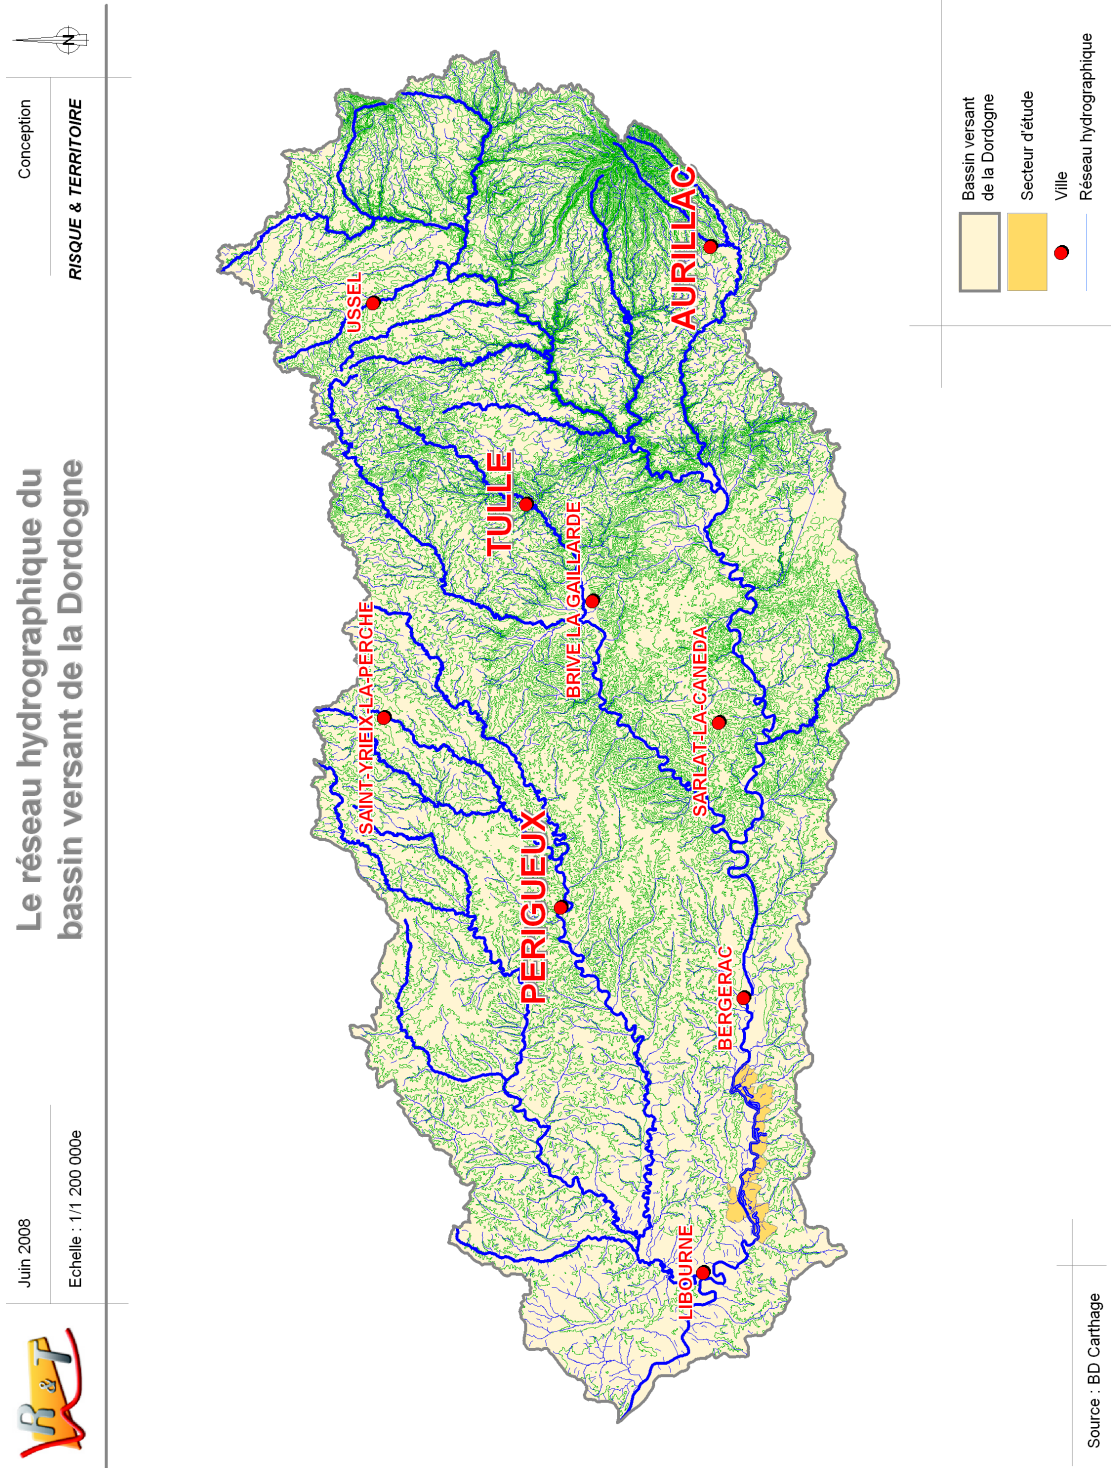 R & T
Juin 2008
Echelle : 1/1 200 000e
Le réseau hydrographique du
bassin versant de la Dordogne
Conception
RISQUE & TERRITOIRE
N
USSEL
SAINT-YRIEIX-LA-PERCHE
TULLE
PERIGUEUX
BRIVE LA GAILLARDE
AURILLAC
SARLAT-LA-CANEDA
BERGERAC
LIBOURNE
Bassin versant
de la Dordogne
Secteur d'étude
Ville
Réseau hydrographique
Source : BD Carthage